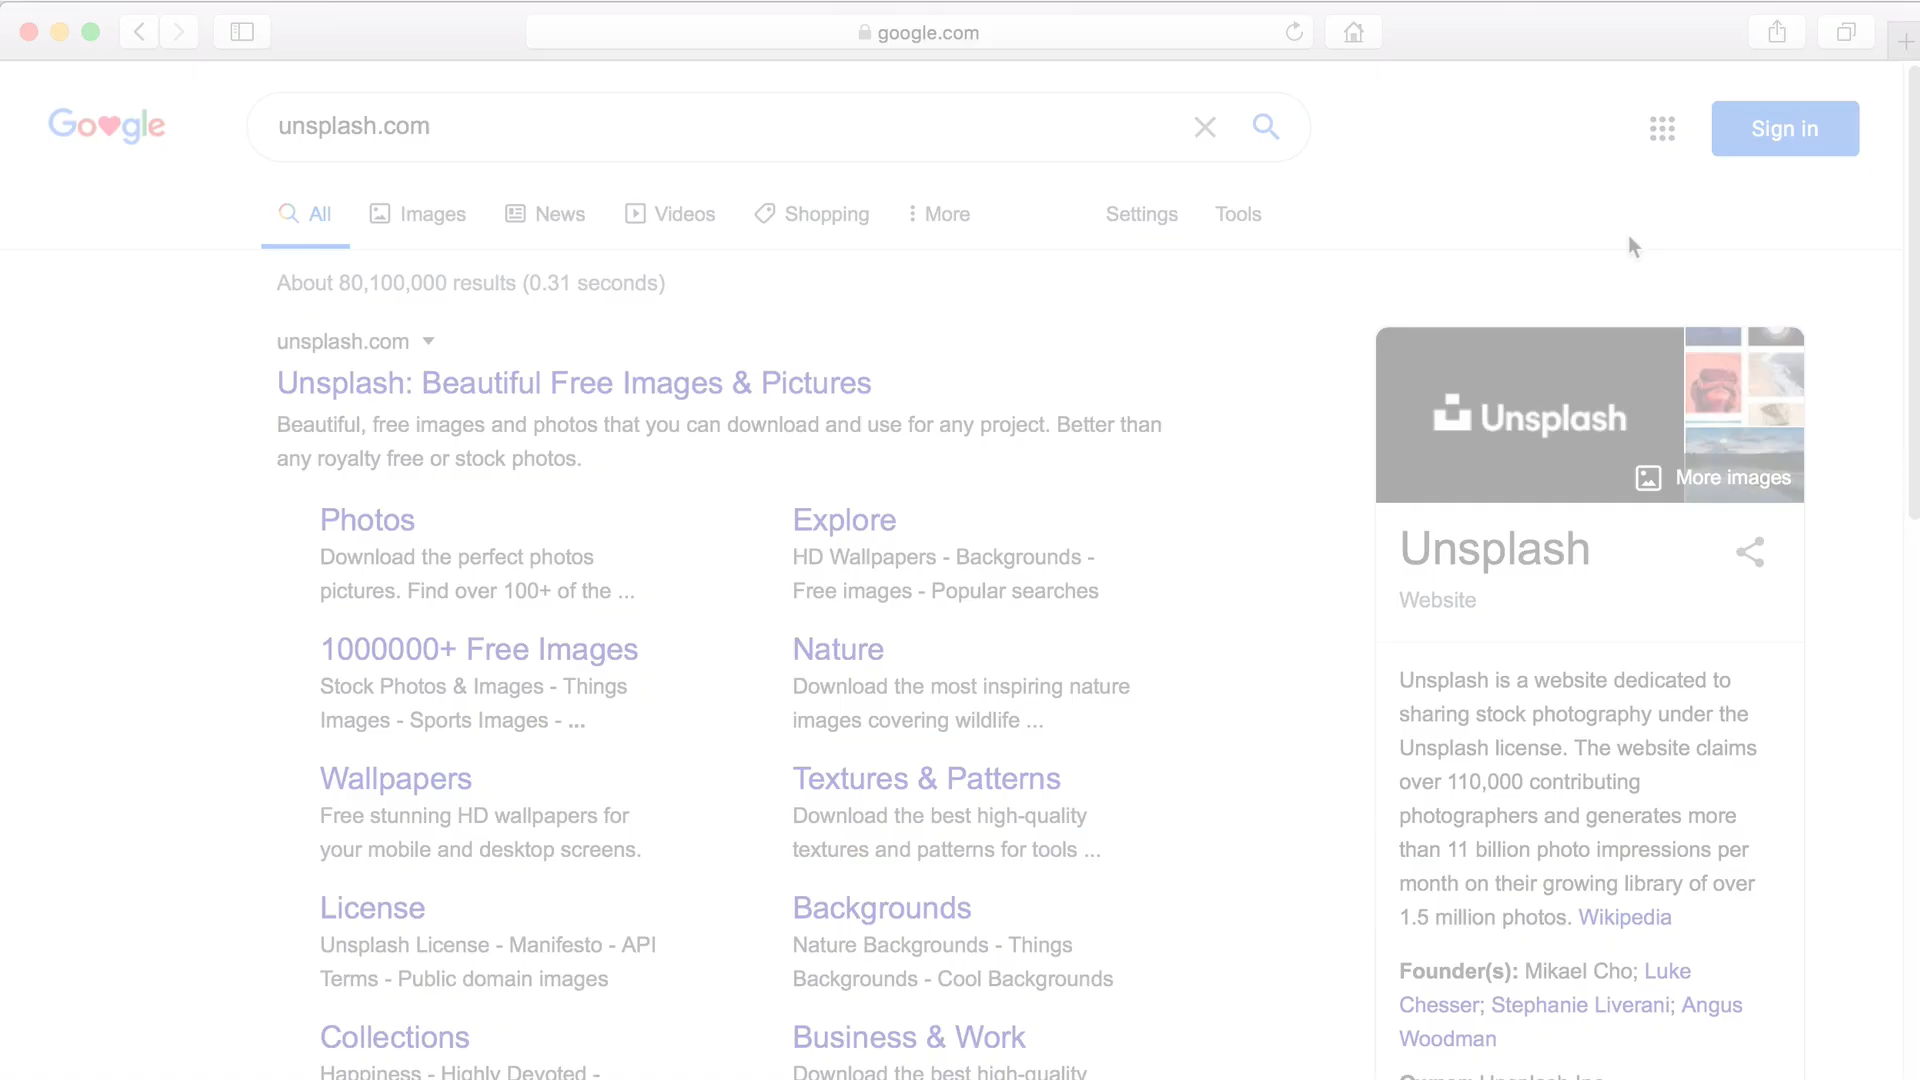 google.com
Google
unsplash.com
Sign in
All
Images
News
Videos
Shopping
More
Settings
Tools
About 80,100,000 results (0.31 seconds)
unsplash.com
Unsplash: Beautiful Free Images & Pictures
Beautiful, free images and photos that you can download and use for any project. Better than
any royalty free or stock photos.
Photos
Download the perfect photos
pictures. Find over 100+ of the ...
Explore
HD Wallpapers - Backgrounds -
Free images - Popular searches
1000000+ Free Images
Stock Photos & Images - Things
Images - Sports Images - ...
Nature
Download the most inspiring nature
images covering wildlife ...
Wallpapers
Free stunning HD wallpapers for
your mobile and desktop screens.
Textures & Patterns
Download the best high-quality
textures and patterns for tools ...
License
Unsplash License - Manifesto - API
Terms - Public domain images
Backgrounds
Nature Backgrounds - Things
Backgrounds - Cool Backgrounds
Collections
Happiness - Highly Devoted -
Business & Work
Download the best high-quality
Unsplash
More images
Unsplash
Website
Unsplash is a website dedicated to
sharing stock photography under the
Unsplash license. The website claims
over 110,000 contributing
photographers and generates more
than 11 billion photo impressions per
month on their growing library of over
1.5 million photos. Wikipedia
Founder(s): Mikael Cho; Luke
Chesser; Stephanie Liverani; Angus
Woodman